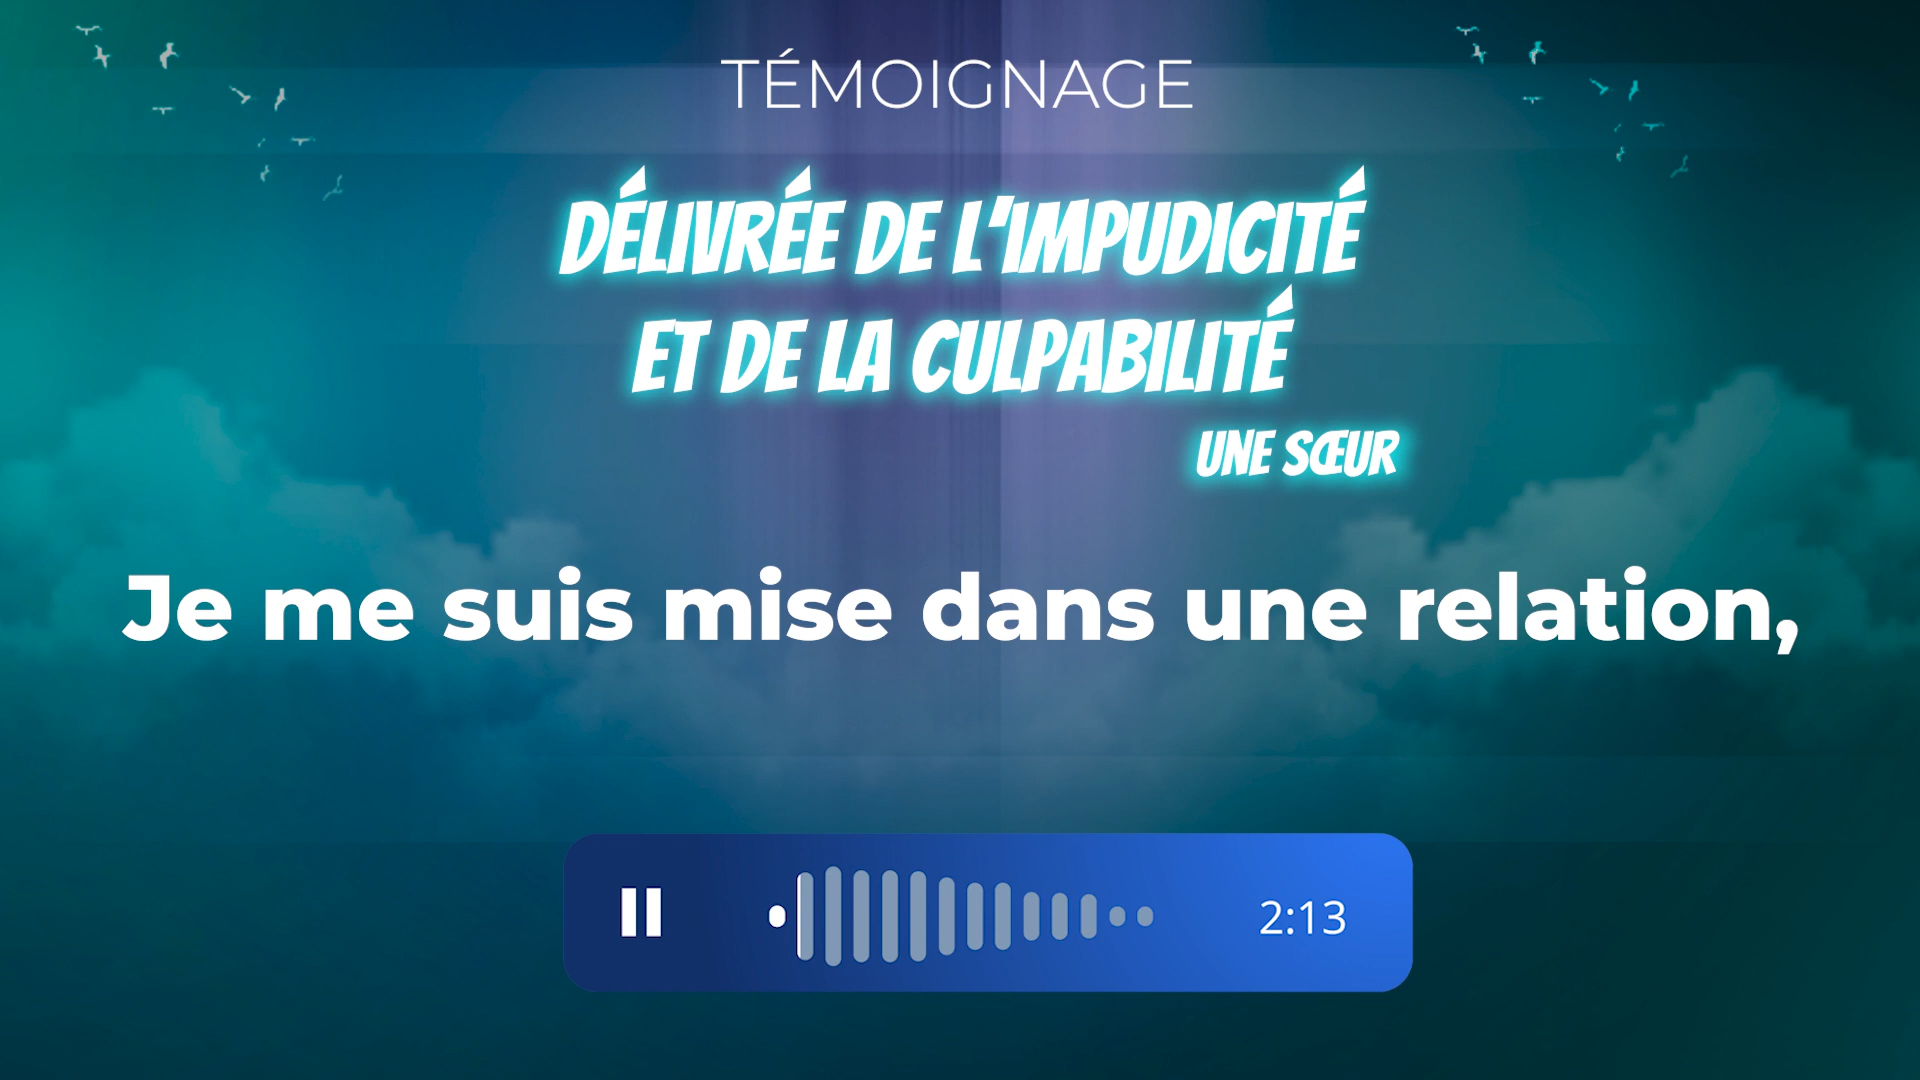 TÉMOIGNAGE
DÉLIVRÉE DE L'IMPUDICITÉ
ET DE LA CULPABILITÉ
UNE SŒUR
Je me suis mise dans une relation,
2:13